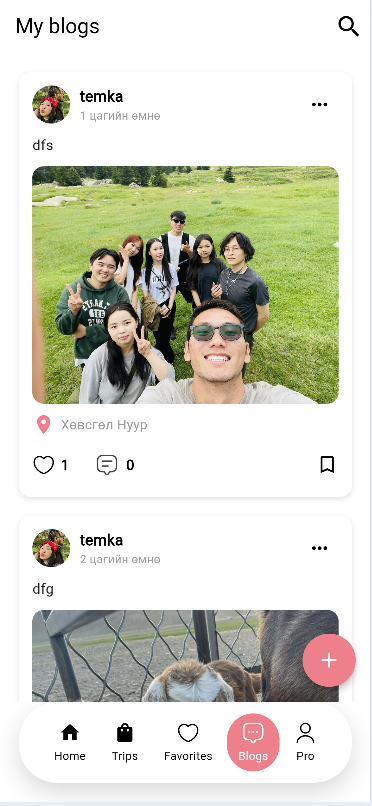 My blogs
temka
1 цагийн өмнө
dfs
Хөвсгөл Нуур
1 0
temka
2 цагийн өмнө
dfg
Home Trips Favorites Blogs Pro